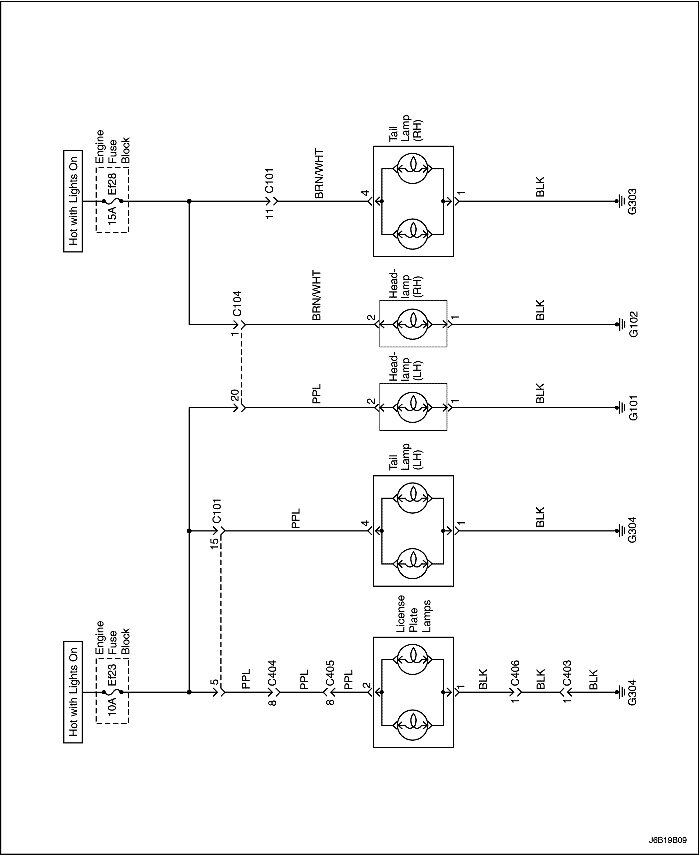 Hot with Lights On
Engine
Fuse
Block
15A Ef28
11 C101
BRN/WHT
4
Tail
Lamp
(RH)
1
BLK
G303
1 C104
BRN/WHT
2
Head-
lamp
(RH)
1
BLK
G102
20
PPL
2
Head-
lamp
(LH)
1
BLK
G101
15 C101
PPL
4
Tail
Lamp
(LH)
1
BLK
G304
Hot with Lights On
Engine
Fuse
Block
10A Ef23
5
PPL
8 C404
PPL
8 C405
PPL
2
License
Plate
Lamps
1
BLK
1 C406
BLK
1 C403
BLK
G304
J6B19B09